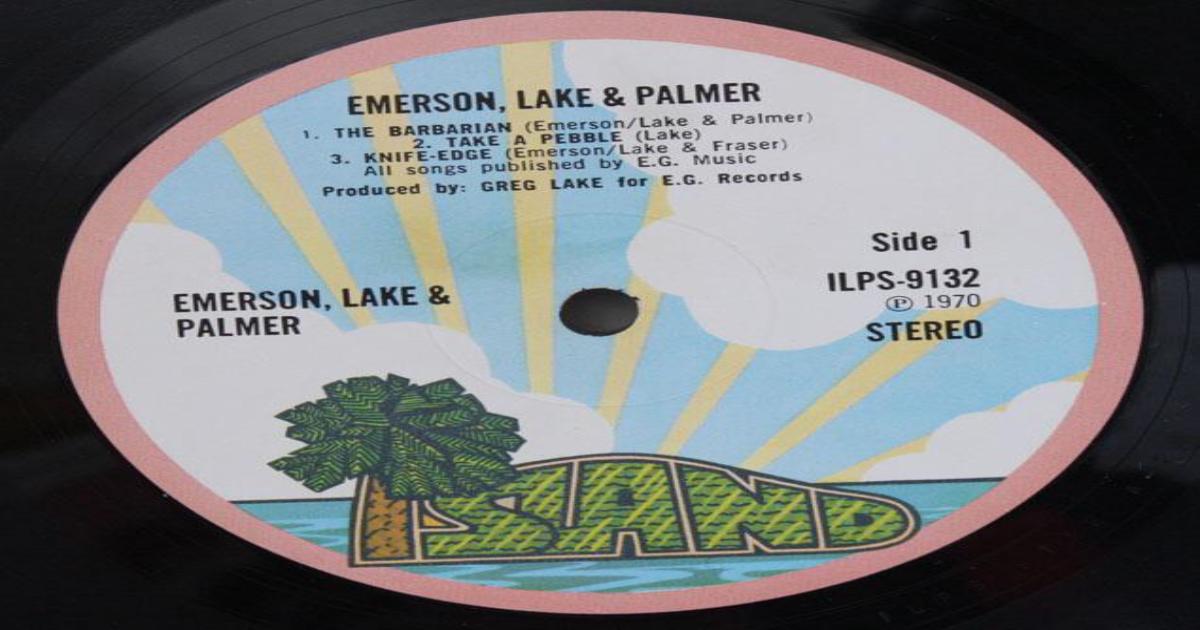 EMERSON, LAKE & PALMER
1. THE BARBARIAN (Emerson/Lake & Palmer)
2. TAKE A PEBBLE (Lake)
3. KNIFE-EDGE (Emerson/Lake & Fraser)
All songs published by E.G. Music
Produced by: GREG LAKE for E.G. Records
Side 1
ILPS-9132
Ⓟ 1970
STEREO
EMERSON, LAKE &
PALMER
ISLAND